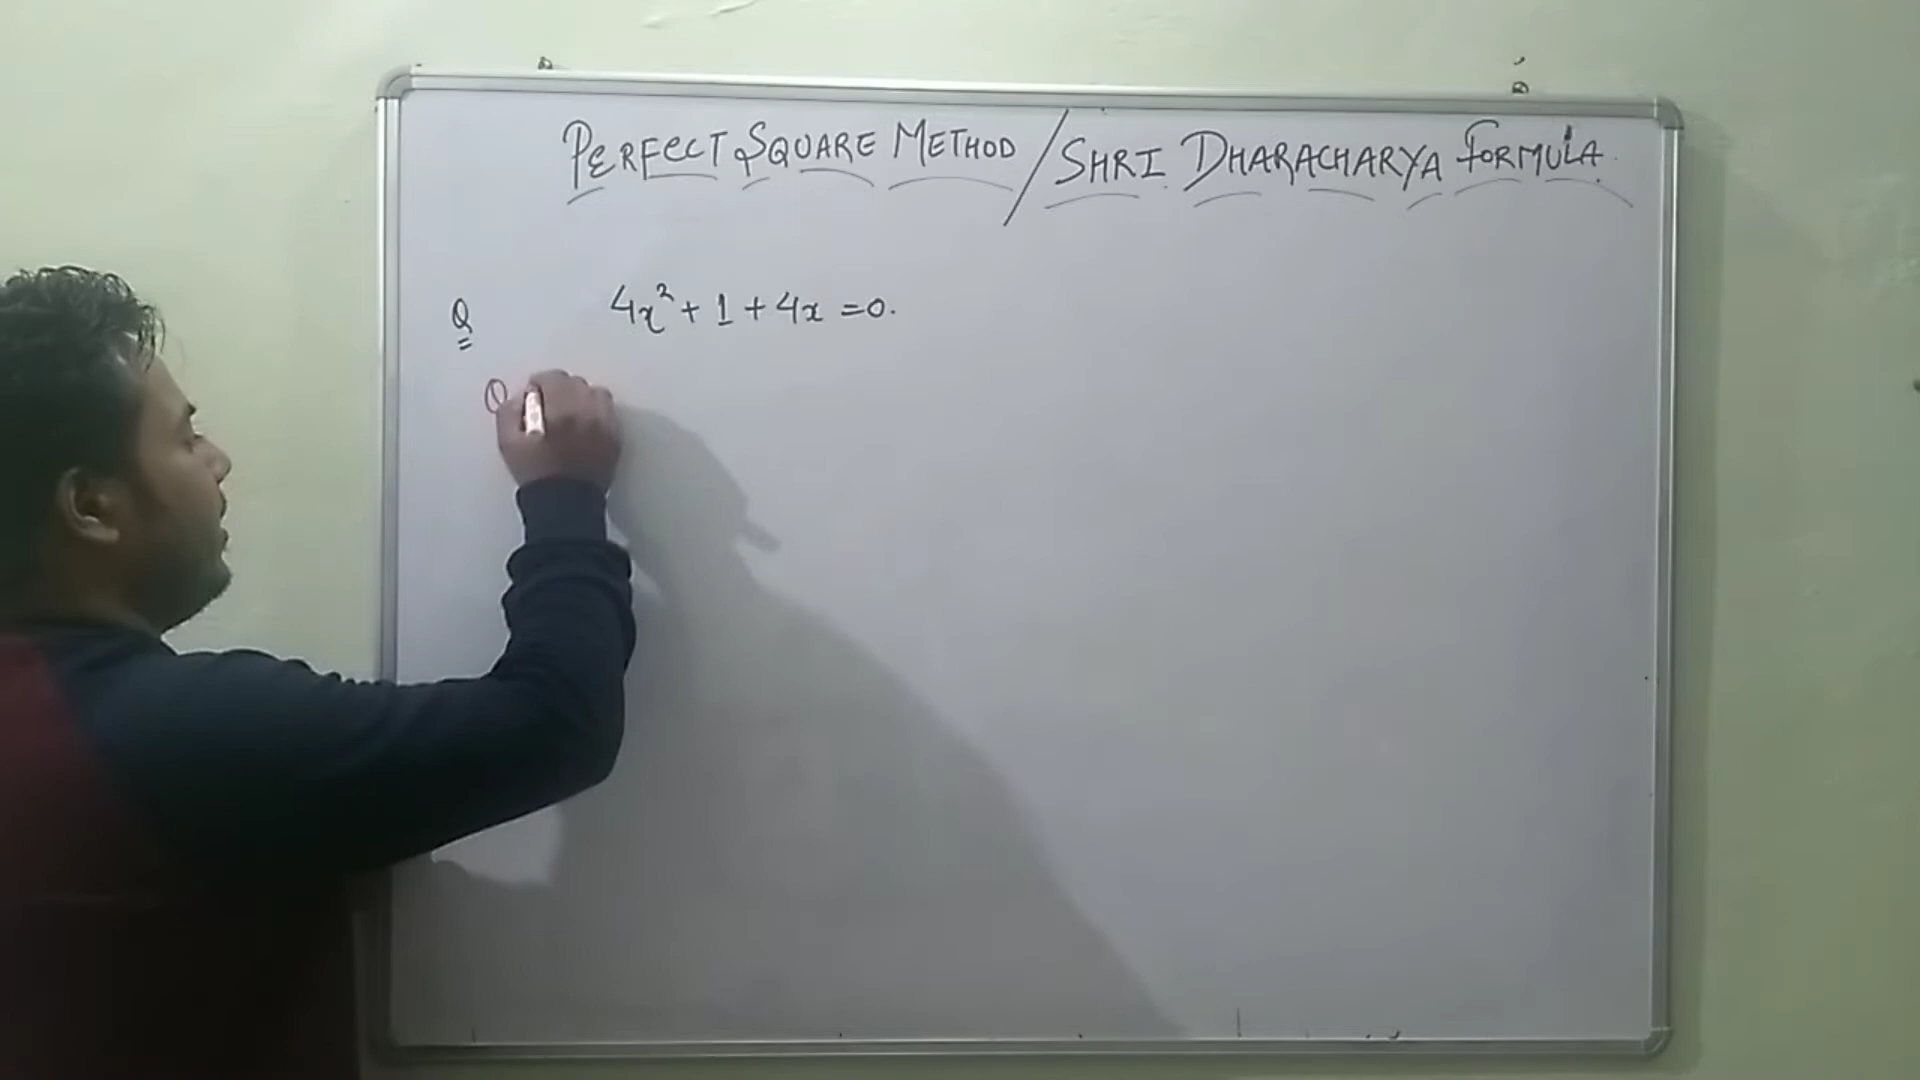 PERFECT SQUARE METHOD / SHRI DHARACHARYA FORMULA.
Q 4x² + 1 + 4x = 0.